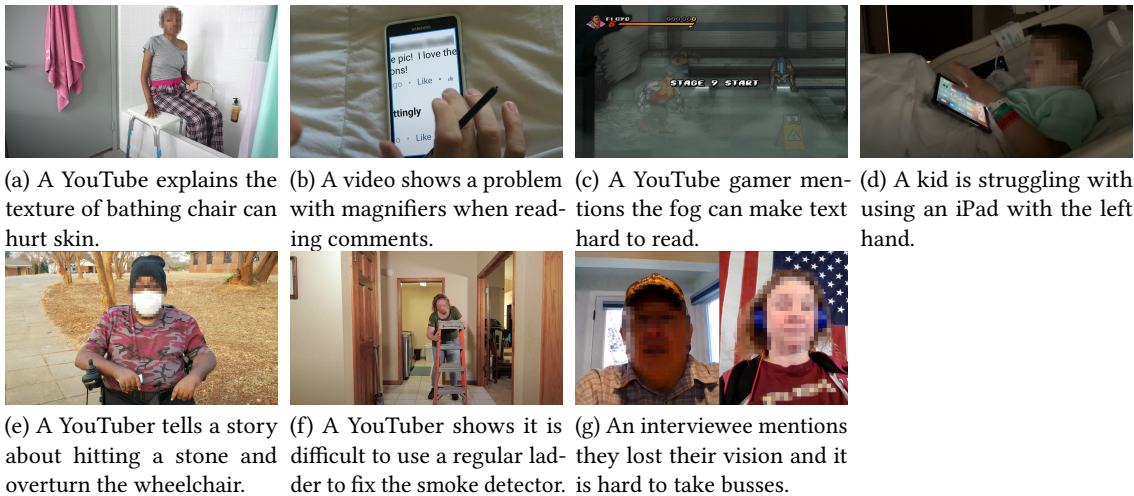 SAMSUNG
e pic! I love the
ons!
go • Like •
ttingly
o • Like
FLOYD
000000
STAGE 9 START
(a) A YouTube explains the
texture of bathing chair can
hurt skin.
(b) A video shows a problem
with magnifiers when read-
ing comments.
(c) A YouTube gamer men-
tions the fog can make text
hard to read.
(d) A kid is struggling with
using an iPad with the left
hand.
(e) A YouTuber tells a story
about hitting a stone and
overturn the wheelchair.
(f) A YouTuber shows it is
difficult to use a regular lad-
der to fix the smoke detector.
(g) An interviewee mentions
they lost their vision and it
is hard to take busses.